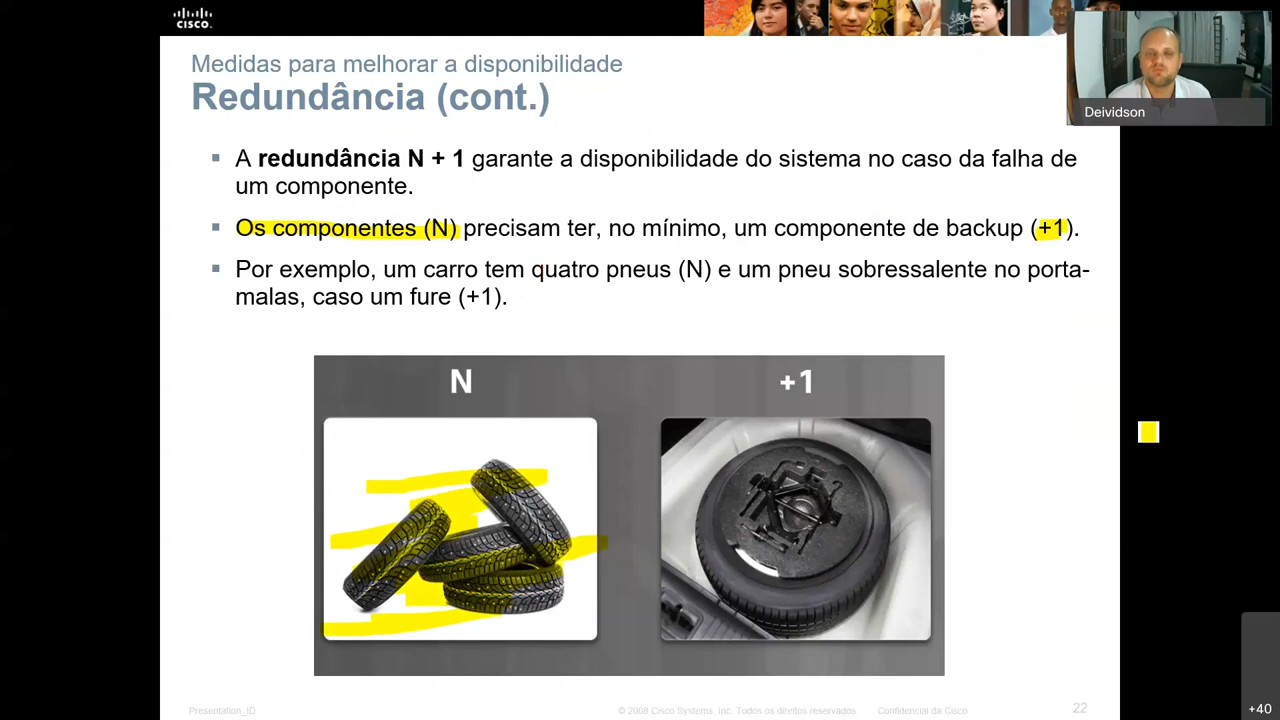 CISCO.
Medidas para melhorar a disponibilidade
Redundância (cont.)
Deividson
▪ A redundância N + 1 garante a disponibilidade do sistema no caso da falha de
um componente.
▪ Os componentes (N) precisam ter, no mínimo, um componente de backup (+1).
▪ Por exemplo, um carro tem quatro pneus (N) e um pneu sobressalente no porta-
malas, caso um fure (+1).
N
+1
Presentation_ID
© 2008 Cisco Systems, Inc. Todos os direitos reservados.
Confidencial da Cisco
22
+40